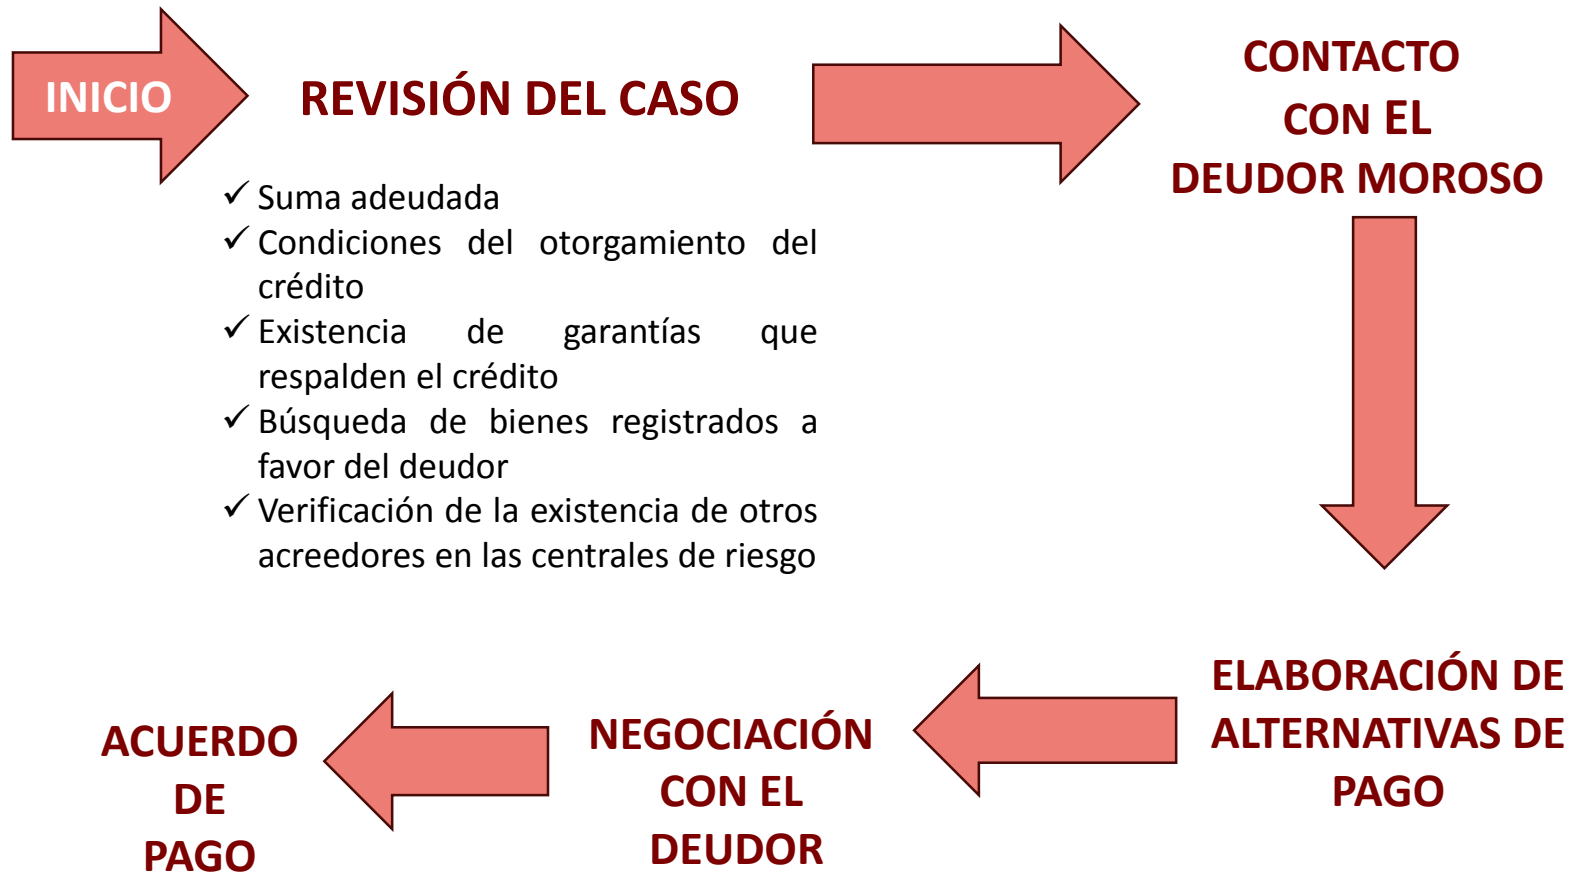 INICIO
REVISIÓN DEL CASO
✓ Suma adeudada
✓ Condiciones del otorgamiento del
crédito
✓ Existencia de garantías que
respalden el crédito
✓ Búsqueda de bienes registrados a
favor del deudor
✓ Verificación de la existencia de otros
acreedores en las centrales de riesgo
CONTACTO
CON EL
DEUDOR MOROSO
ELABORACIÓN DE
ALTERNATIVAS DE
PAGO
NEGOCIACIÓN
CON EL
DEUDOR
ACUERDO
DE
PAGO